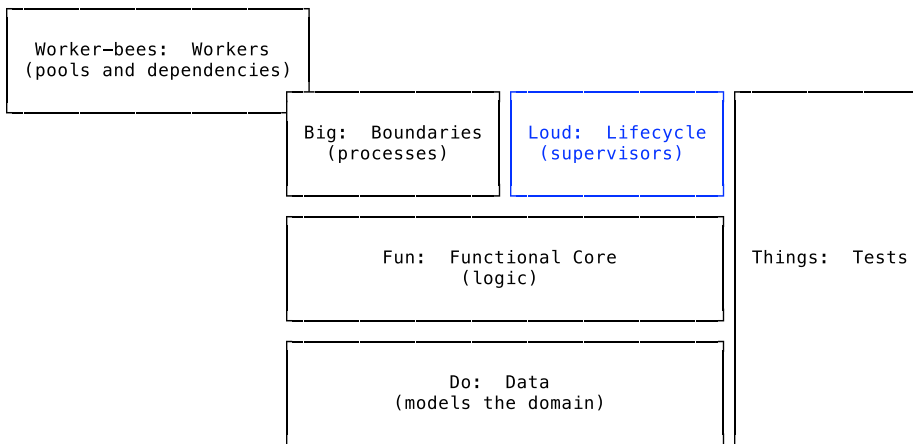 Worker-bees:  Workers
(pools and dependencies)
Big:  Boundaries
(processes)
Loud:  Lifecycle
(supervisors)
Fun:  Functional Core
(logic)
Things:  Tests
Do:  Data
(models the domain)